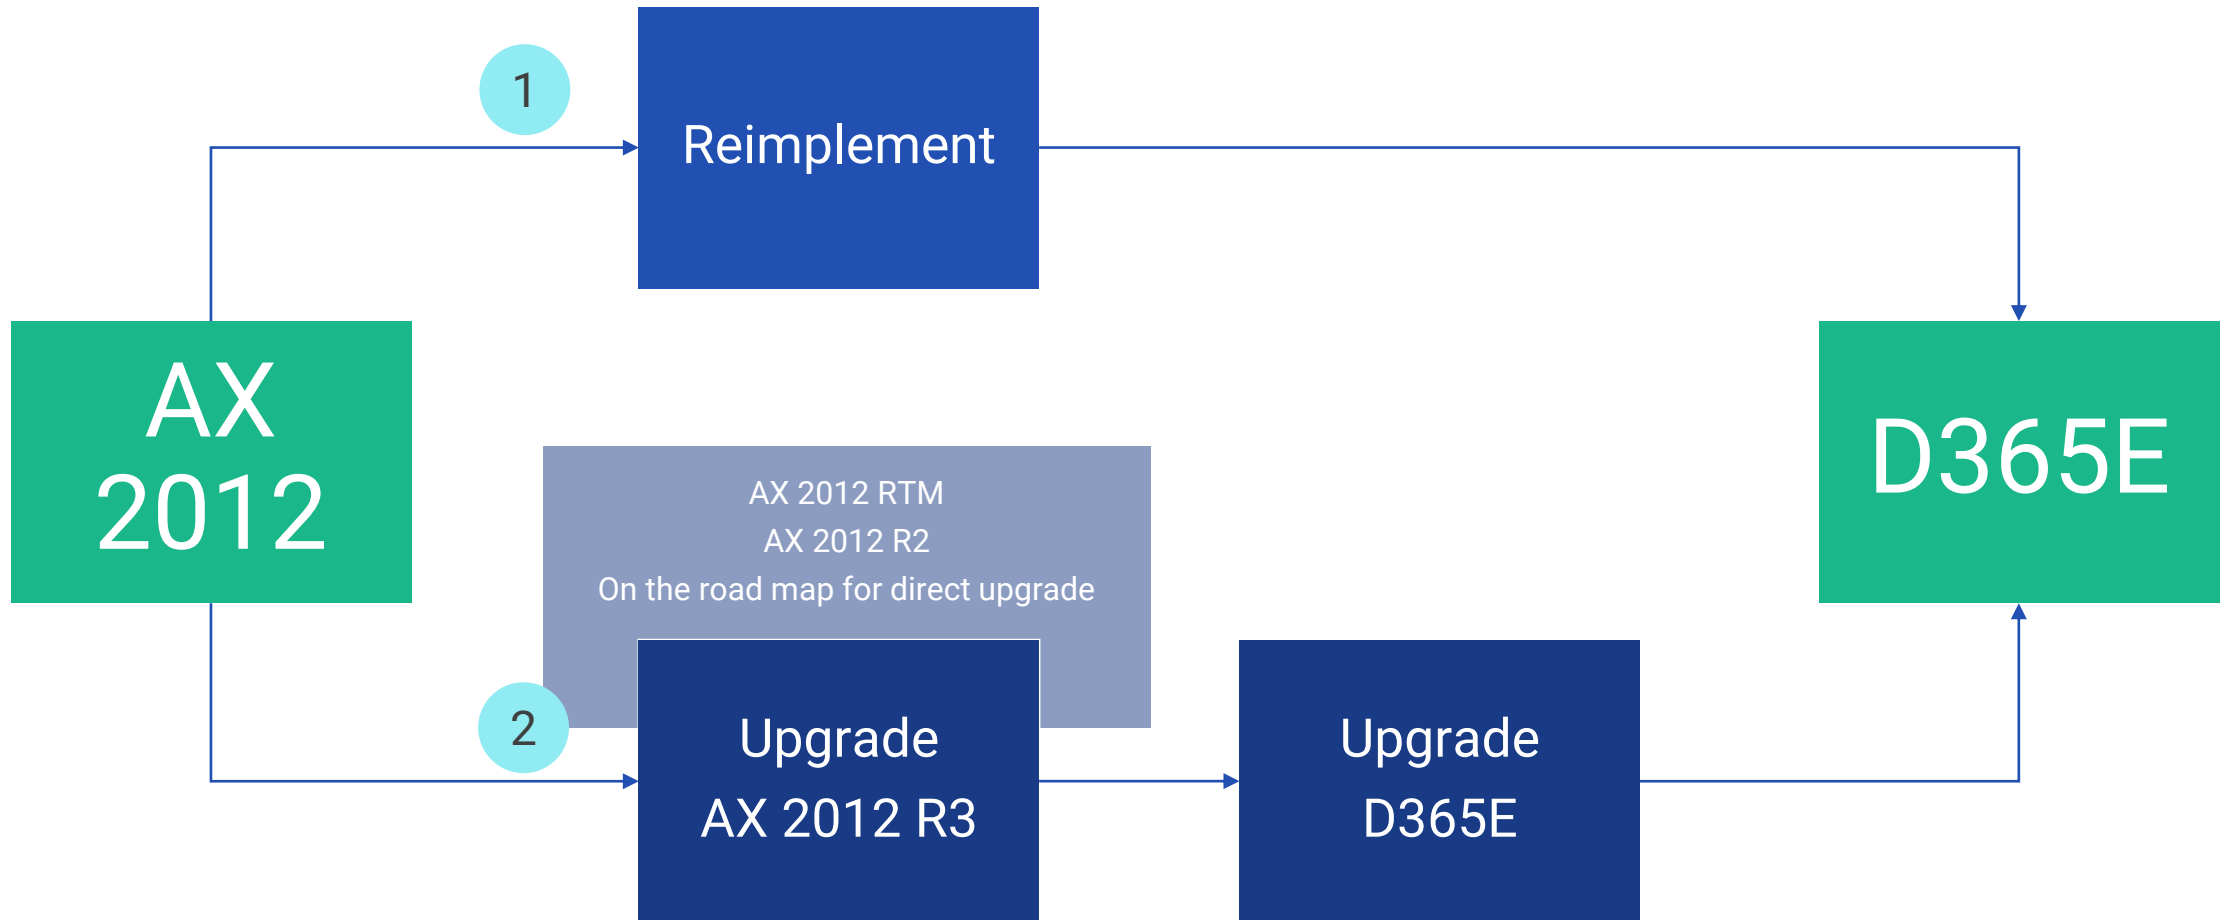 1
Reimplement
AX
2012
D365E
AX 2012 RTM
AX 2012 R2
On the road map for direct upgrade
2
Upgrade
AX 2012 R3
Upgrade
D365E